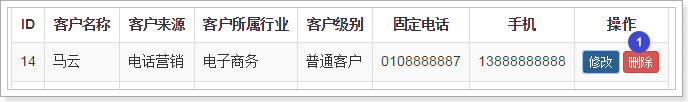 ID 客户名称 客户来源 客户所属行业 客户级别 固定电话 手机 操作
1
14 马云 电话营销 电子商务 普通客户 0108888887 13888888888 修改 删除